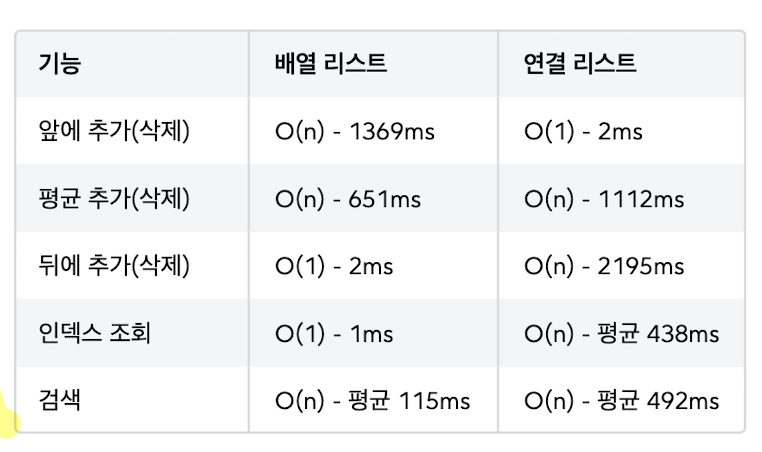 기능 배열 리스트 연결 리스트
앞에 추가(삭제) O(n) - 1369ms O(1) - 2ms
평균 추가(삭제) O(n) - 651ms O(n) - 1112ms
뒤에 추가(삭제) O(1) - 2ms O(n) - 2195ms
인덱스 조회 O(1) - 1ms O(n) - 평균 438ms
검색 O(n) - 평균 115ms O(n) - 평균 492ms